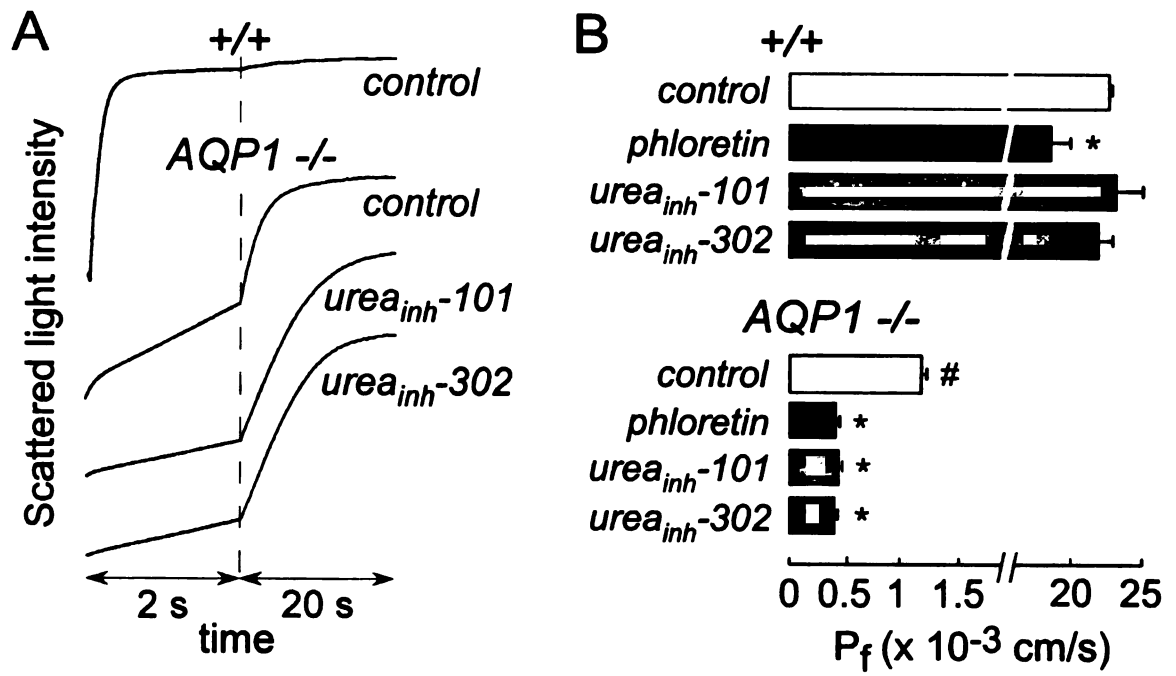 A
+/+
control
AQP1 -/-
control
urea_inh-101
urea_inh-302
Scattered light intensity
2 s
20 s
time
B
+/+
control
phloretin
*
urea_inh-101
urea_inh-302
AQP1 -/-
control
#
phloretin
*
urea_inh-101
*
urea_inh-302
*
0 0.5 1 1.5 20 25
P_f (x 10^-3 cm/s)